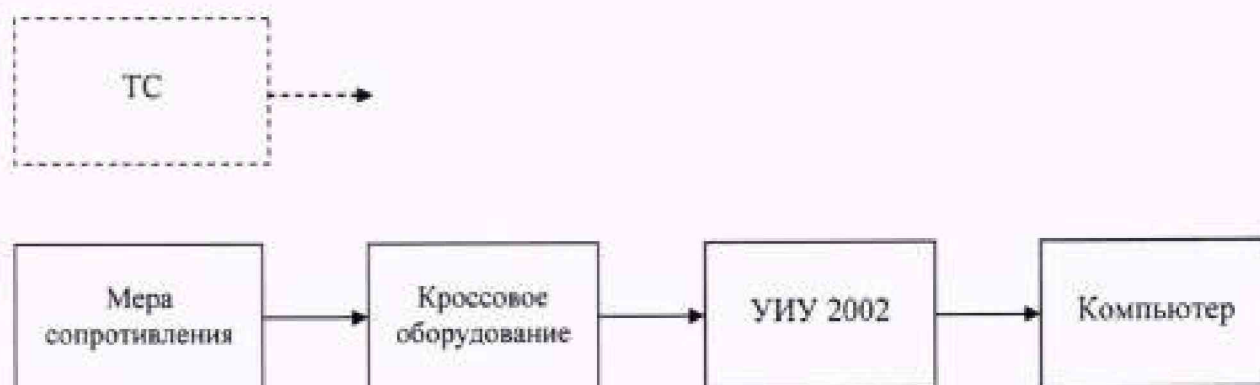 ТС
Мера
сопротивления
Кроссовое
оборудование
УИУ 2002
Компьютер